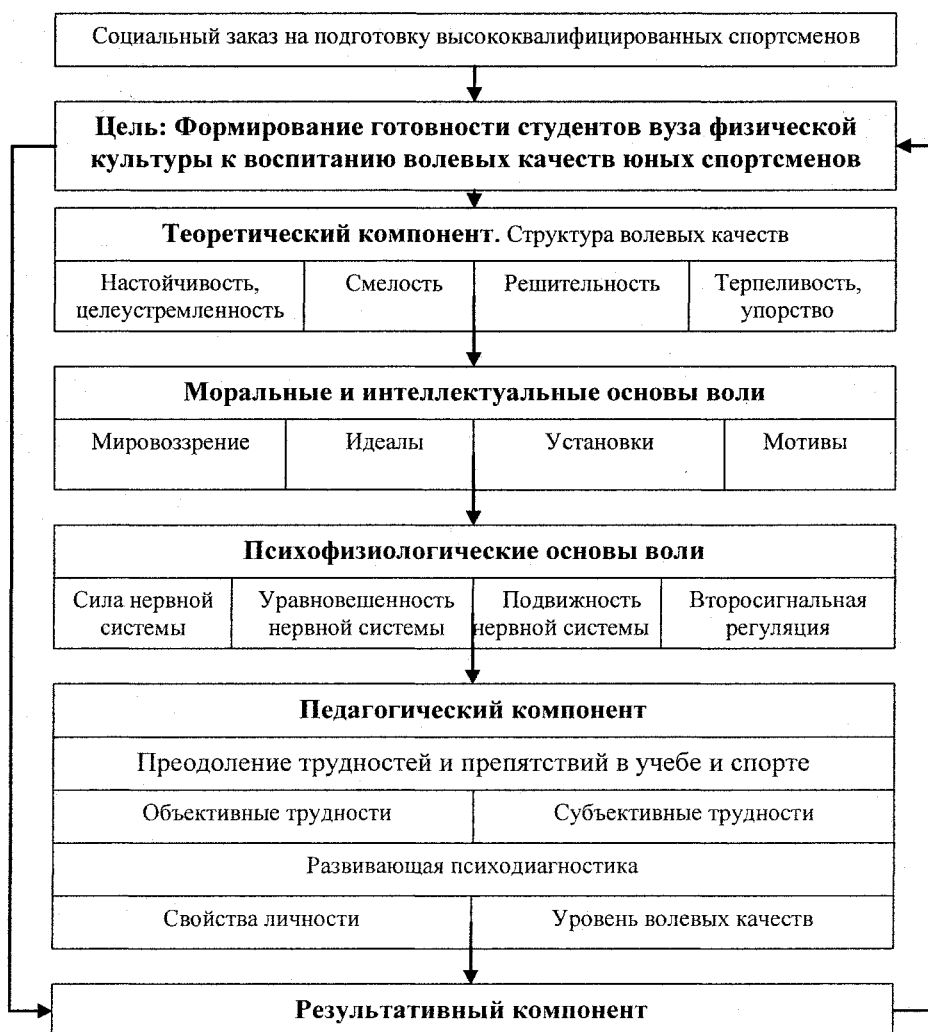 Социальный заказ на подготовку высококвалифицированных спортсменов
Цель: Формирование готовности студентов вуза физической
культуры к воспитанию волевых качеств юных спортсменов
Теоретический компонент. Структура волевых качеств
Настойчивость,
целеустремленность
Смелость
Решительность
Терпеливость,
упорство
Моральные и интеллектуальные основы воли
Мировоззрение
Идеалы
Установки
Мотивы
Психофизиологические основы воли
Сила нервной
системы
Уравновешенность
нервной системы
Подвижность
нервной системы
Второсигнальная
регуляция
Педагогический компонент
Преодоление трудностей и препятствий в учебе и спорте
Объективные трудности
Субъективные трудности
Развивающая психодиагностика
Свойства личности
Уровень волевых качеств
Результативный компонент